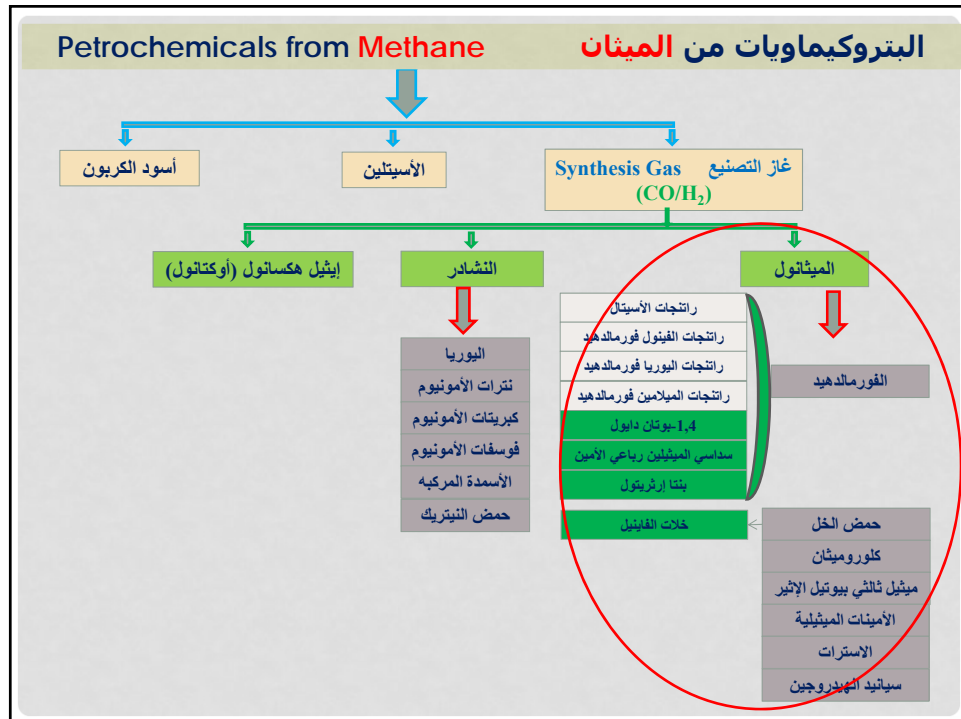 Petrochemicals from Methane البتروكيماويات من الميثان
غاز التصنيع Synthesis Gas
(CO/H2)
الأسيتلين
أسود الكربون
الميثانول
النشادر
إيثيل هكسانول (أوكتانول)
الفورمالدهيد
راتنجات الأسيتال
راتنجات الفينول فورمالدهيد
راتنجات اليوريا فورمالدهيد
راتنجات الميلامين فورمالدهيد
1,4-بوتان دايول
سداسي الميثيلين رباعي الأمين
بنتا إرثريتول
حمض الخل
خلات الفاينيل
كلوروميثان
ميثيل ثالثي بيوتيل الإثير
الأمينات الميثيلية
الاسترات
سيانيد الهيدروجين
اليوريا
نترات الأمونيوم
كبريتات الأمونيوم
فوسفات الأمونيوم
الأسمدة المركبه
حمض النيتريك